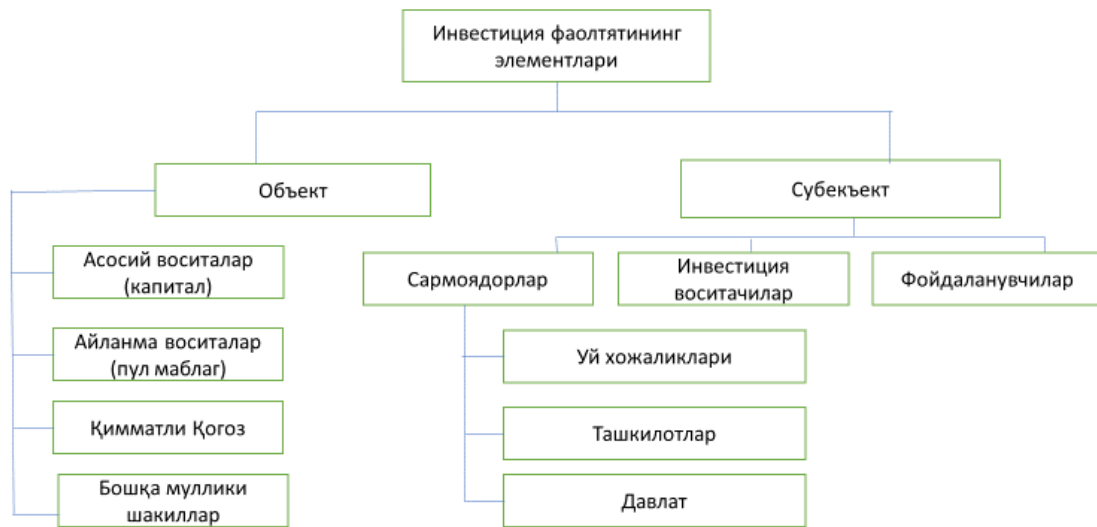 Инвестиция фаолтятининг
элементлари
Объект
Субекъект
Асосий воситалар
(капитал)
Айланма воситалар
(пул маблаг)
Қимматли Қогоз
Бошқа муллики
шакиллар
Сармоядорлар
Инвестиция
воситачилар
Фойдаланувчилар
Уй хожаликлари
Ташкилотлар
Давлат